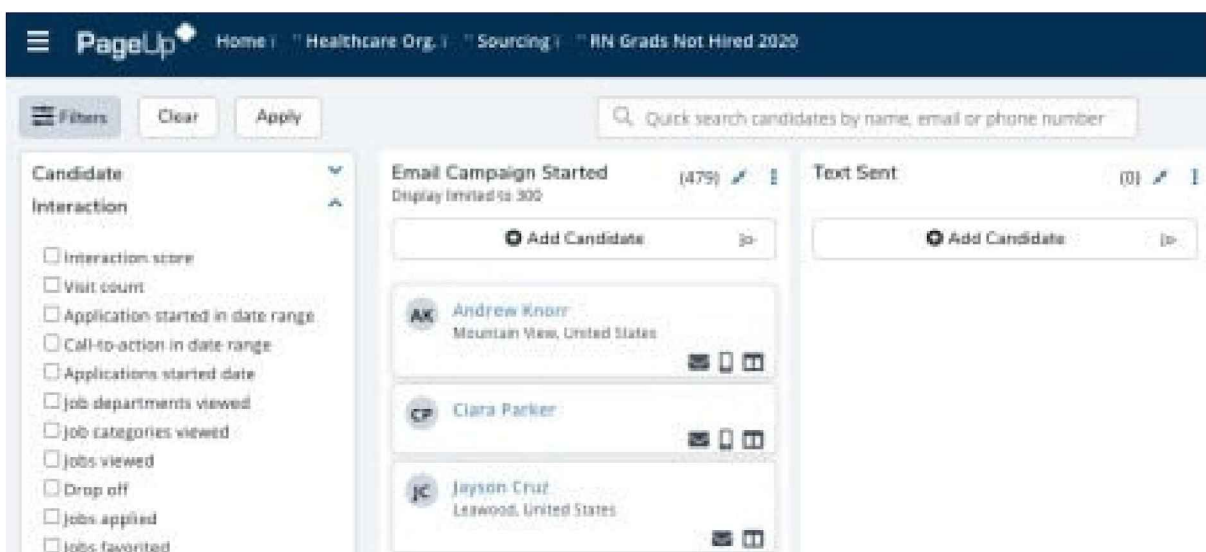 PageUp Home Healthcare Org. Sourcing RN Grads Not Hired 2020
Filters Clear Apply
Quick search candidates by name, email or phone number
Candidate
Interaction
Interaction score
Visit count
Application started in date range
Call-to-action in date range
Applications started date
Job departments viewed
Job categories viewed
Jobs viewed
Drop off
Jobs applied
Jobs favorited
Email Campaign Started (479)
Display limited to 300
Add Candidate
AK Andrew Knorr
Mountain View, United States
CP Ciara Parker
JC Jayson Cruz
Leawood, United States
Text Sent (0)
Add Candidate